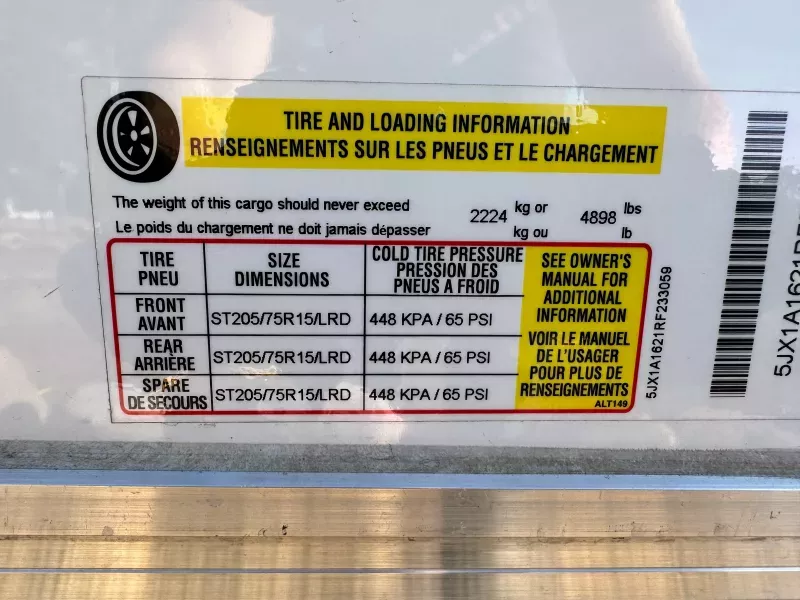 TIRE AND LOADING INFORMATION
RENSEIGNEMENTS SUR LES PNEUS ET LE CHARGEMENT
The weight of this cargo should never exceed 2224 kg or 4898 lbs
Le poids du chargement ne doit jamais dépasser kg ou lb
TIRE
PNEU
SIZE
DIMENSIONS
COLD TIRE PRESSURE
PRESSION DES
PNEUS A FROID
FRONT
AVANT
ST205/75R15/LRD
448 KPA / 65 PSI
REAR
ARRIÈRE
ST205/75R15/LRD
448 KPA / 65 PSI
SPARE
DE SECOURS
ST205/75R15/LRD
448 KPA / 65 PSI
SEE OWNER'S
MANUAL FOR
ADDITIONAL
INFORMATION
VOIR LE MANUEL
DE L'USAGER
POUR PLUS DE
RENSEIGNEMENTS
ALT149
5JX1A1621RF233059
5JX1A1621R